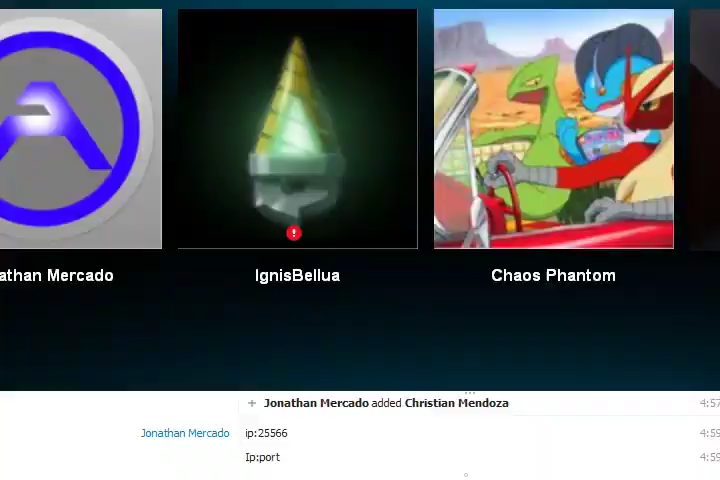 athan Mercado
IgnisBellua
Chaos Phantom
Jonathan Mercado added Christian Mendoza
4:57
Jonathan Mercado
ip:25566
4:59
Ip:port
4:59